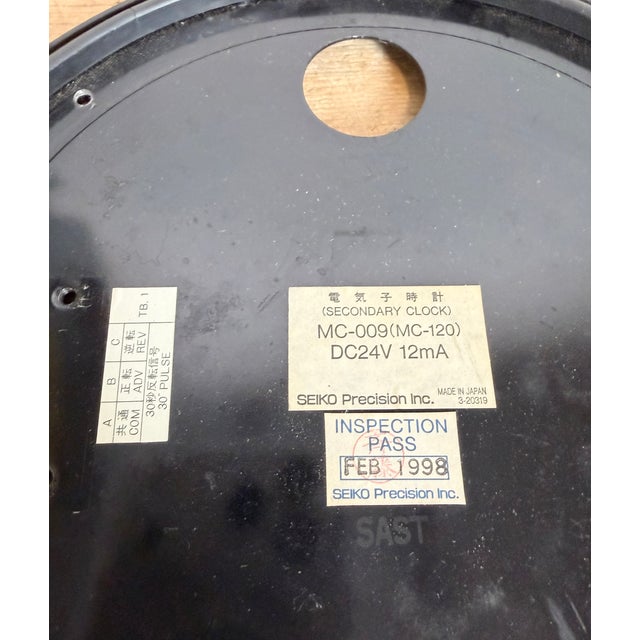 電気子時計
(SECONDARY CLOCK)
MC-009(MC-120)
DC24V 12mA
MADE IN JAPAN
SEIKO Precision Inc. 3-20319
INSPECTION
PASS
FEB 1998
SEIKO Precision Inc.
SAST
TB. 1
A B C
共通 正転 逆転
COM. ADV REV
30秒反転信号
30" PULSE